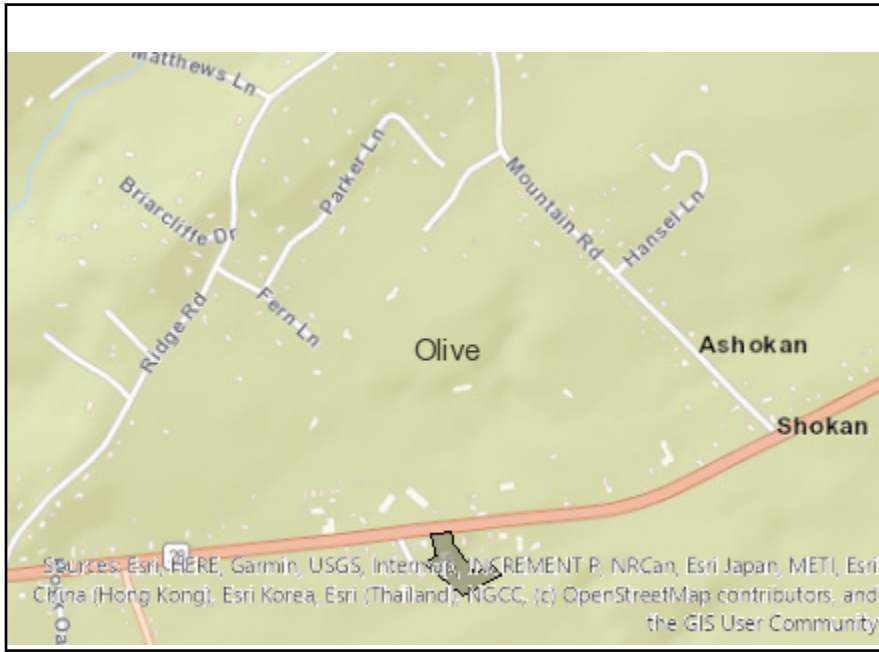 Matthews Ln
Parker Ln
Mountain Rd
Hansel Ln
Briarcliffe Dr
Fern Ln
Ridge Rd
Olive
Ashokan
Shokan
28
Sources: Esri, HERE, Garmin, USGS, Intermap, INCREMENT P, NRCan, Esri Japan, METI, Esri
China (Hong Kong), Esri Korea, Esri (Thailand), NGCC, (c) OpenStreetMap contributors, and
the GIS User Community